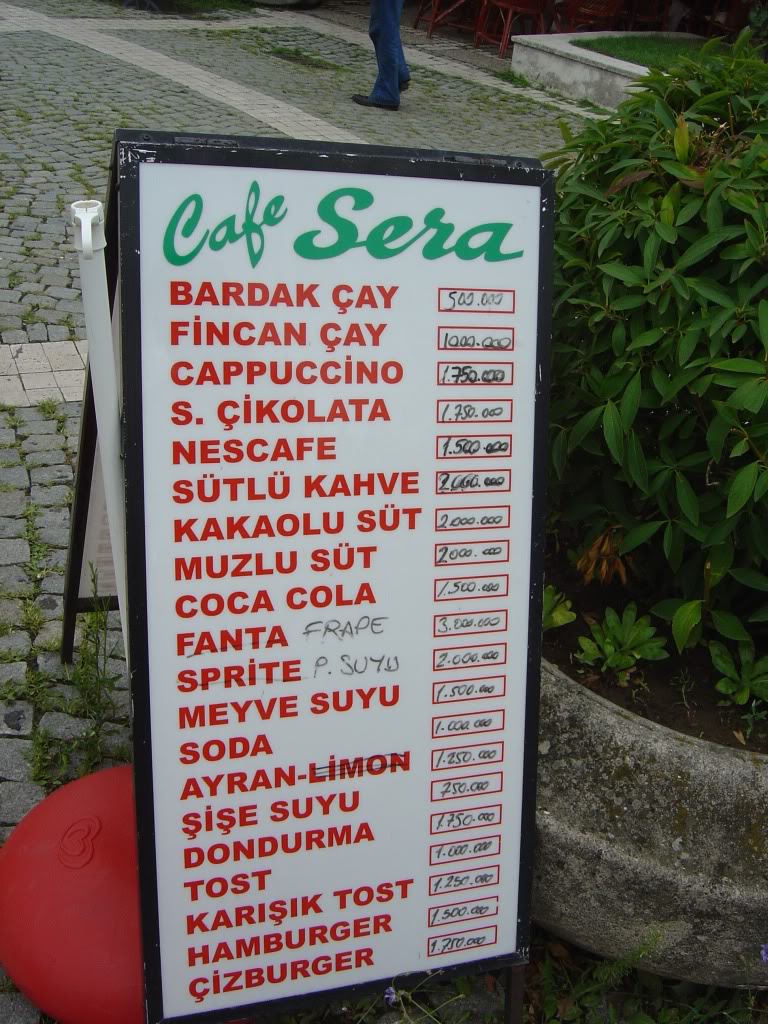 Cafe Sera
BARDAK ÇAY 500.000
FİNCAN ÇAY 1000.000
CAPPUCCİNO 1.750.000
S. ÇİKOLATA 1.750.000
NESCAFE 1.500.000
SÜTLÜ KAHVE 2.000.000
KAKAOLU SÜT 2.000.000
MUZLU SÜT 2000.000
COCA COLA 1.500.000
FANTA FRAPE 3.000.000
SPRİTE P. SUYU 2.000.000
MEYVE SUYU 1.500.000
SODA 1.000.000
AYRAN-LİMON 1.250.000
ŞİŞE SUYU 750.000
DONDURMA 1.750.000
TOST 1.000.000
KARIŞIK TOST 1.250.000
HAMBURGER 1.500.000
ÇİZBURGER 1.750.000